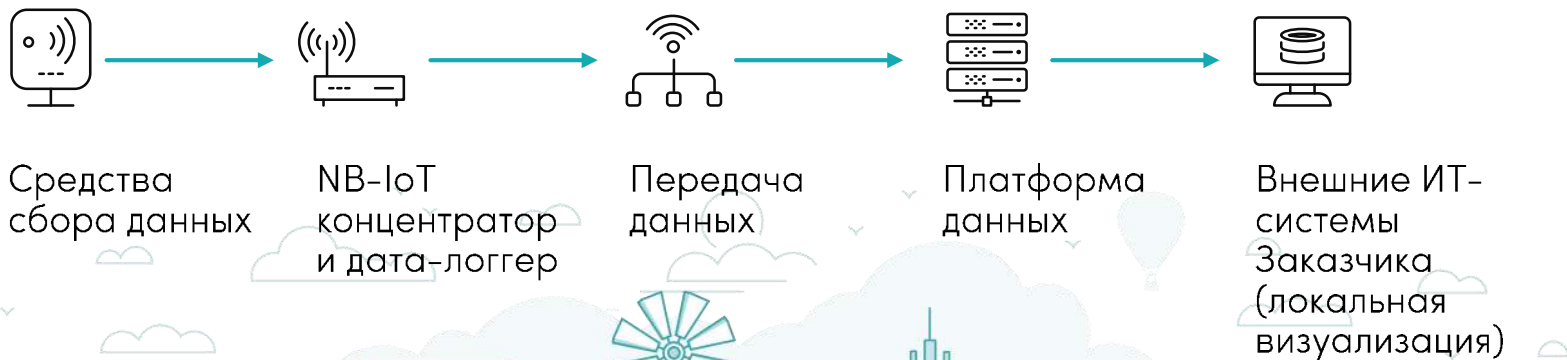 Средства
сбора данных
NB-IoT
концентратор
и дата-логгер
Передача
данных
Платформа
данных
Внешние ИТ-
системы
Заказчика
(локальная
визуализация)